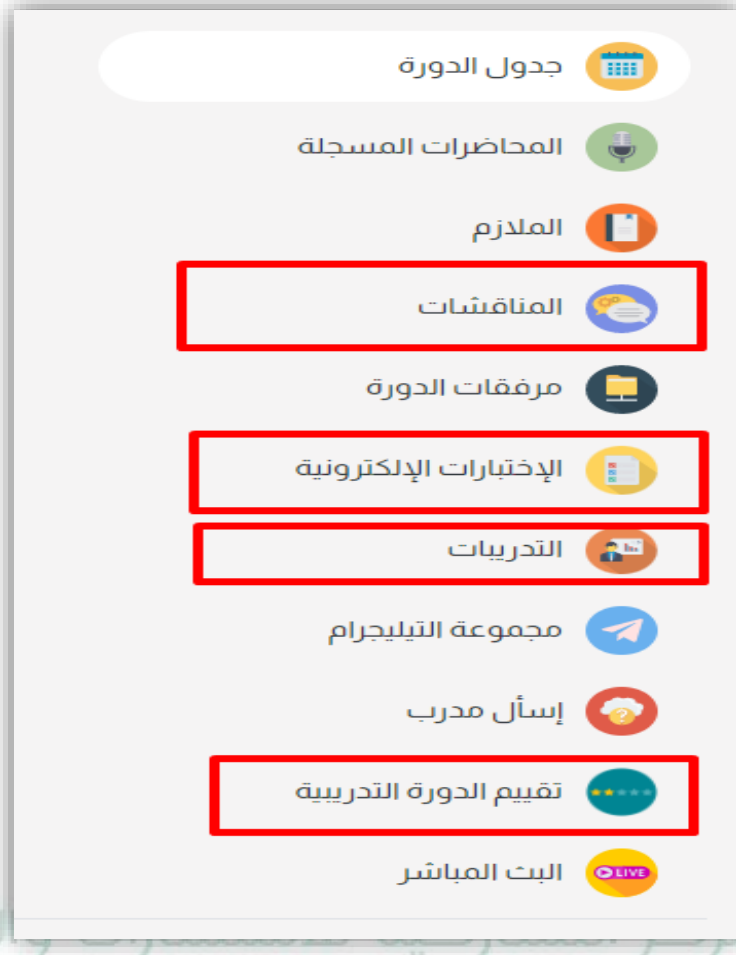 جدول الدورة
المحاضرات المسجلة
الملازم
المناقشات
مرفقات الدورة
الإختبارات الإلكترونية
التدريبات
مجموعة التيليجرام
إسأل مدرب
تقييم الدورة التدريبية
البث المباشر
LIVE